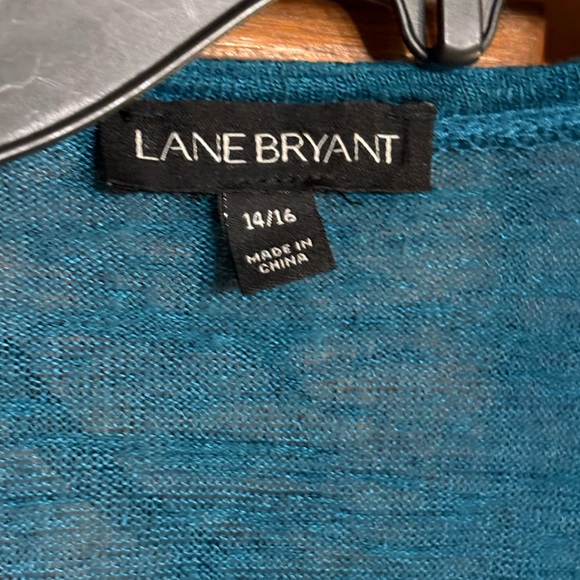 LANE BRYANT
14/16
MADE IN
CHINA